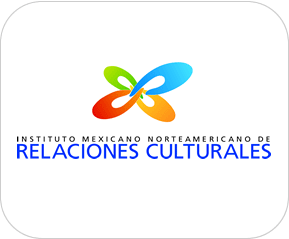 INSTITUTO MEXICANO NORTEAMERICANO DE
RELACIONES CULTURALES